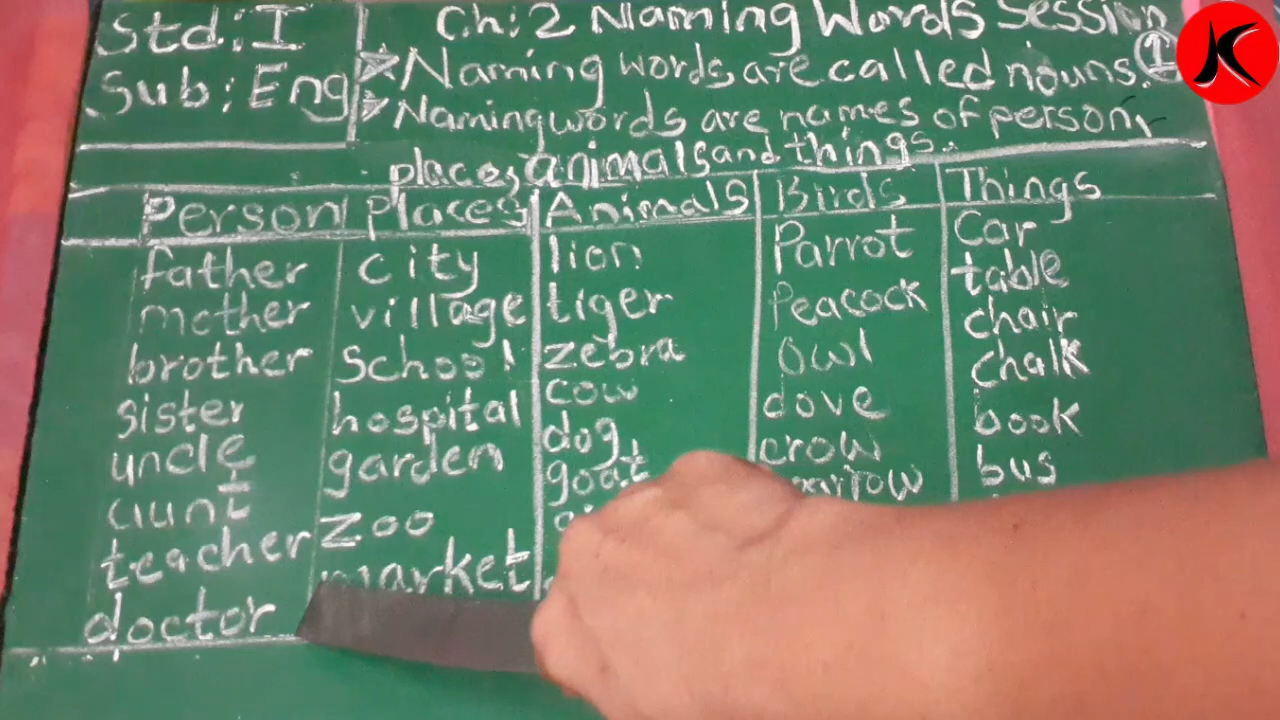 Std: I
Sub: Eng
Ch: 2 Naming Words Session
1
Naming words are called nouns.
Naming words are names of person,
places, animals and things.
Person Places Animals Birds Things
father city lion Parrot Car
mother village tiger Peacock table
brother School zebra owl chair
sister hospital cow dove chalk
uncle garden dog crow book
aunt zoo goat bus
teacher market
doctor
K